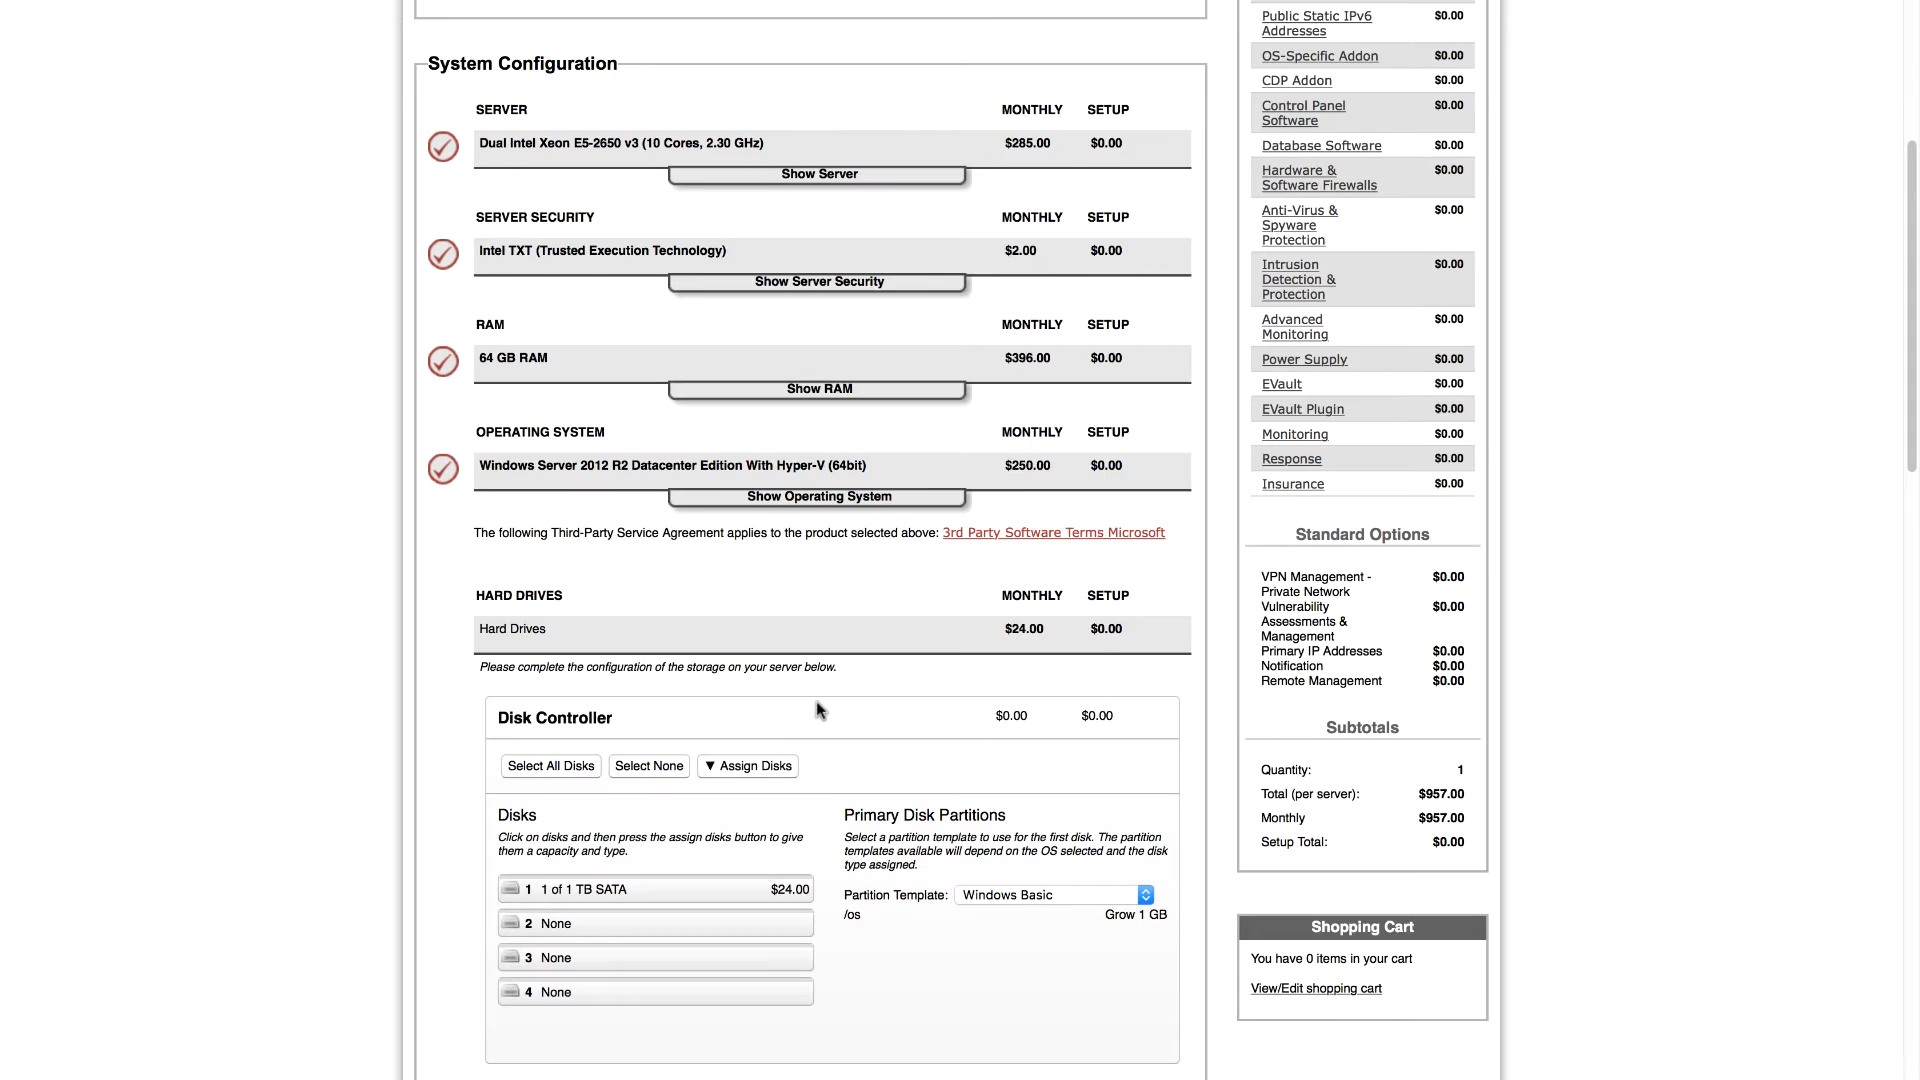 System Configuration
SERVER MONTHLY SETUP
Dual Intel Xeon E5-2650 v3 (10 Cores, 2.30 GHz) $285.00 $0.00
Show Server
SERVER SECURITY MONTHLY SETUP
Intel TXT (Trusted Execution Technology) $2.00 $0.00
Show Server Security
RAM MONTHLY SETUP
64 GB RAM $396.00 $0.00
Show RAM
OPERATING SYSTEM MONTHLY SETUP
Windows Server 2012 R2 Datacenter Edition With Hyper-V (64bit) $250.00 $0.00
Show Operating System
The following Third-Party Service Agreement applies to the product selected above: 3rd Party Software Terms Microsoft
HARD DRIVES MONTHLY SETUP
Hard Drives $24.00 $0.00
Please complete the configuration of the storage on your server below.
Disk Controller $0.00 $0.00
Select All Disks Select None ▼ Assign Disks
Disks
Click on disks and then press the assign disks button to give
them a capacity and type.
1 1 of 1 TB SATA $24.00
2 None
3 None
4 None
Primary Disk Partitions
Select a partition template to use for the first disk. The partition
templates available will depend on the OS selected and the disk
type assigned.
Partition Template: Windows Basic
/os Grow 1 GB
Public Static IPv6 $0.00
Addresses
OS-Specific Addon $0.00
CDP Addon $0.00
Control Panel $0.00
Software
Database Software $0.00
Hardware & $0.00
Software Firewalls
Anti-Virus & $0.00
Spyware
Protection
Intrusion $0.00
Detection &
Protection
Advanced $0.00
Monitoring
Power Supply $0.00
EVault $0.00
EVault Plugin $0.00
Monitoring $0.00
Response $0.00
Insurance $0.00
Standard Options
VPN Management - $0.00
Private Network
Vulnerability $0.00
Assessments &
Management
Primary IP Addresses $0.00
Notification $0.00
Remote Management $0.00
Subtotals
Quantity: 1
Total (per server): $957.00
Monthly $957.00
Setup Total: $0.00
Shopping Cart
You have 0 items in your cart
View/Edit shopping cart